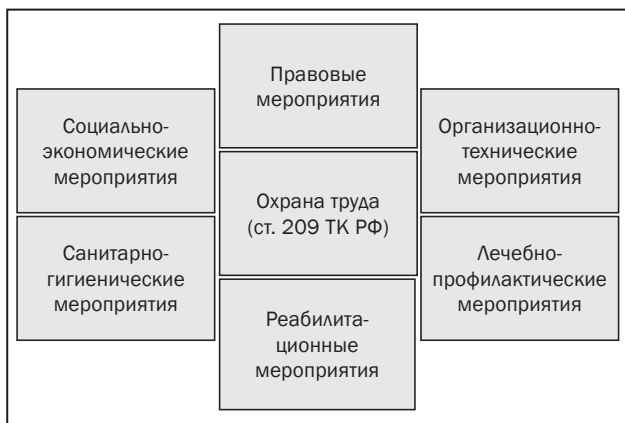 Правовые
мероприятия
Социально-
экономические
мероприятия
Организационно-
технические
мероприятия
Охрана труда
(ст. 209 ТК РФ)
Санитарно-
гигиенические
мероприятия
Лечебно-
профилактические
мероприятия
Реабилита-
ционные
мероприятия